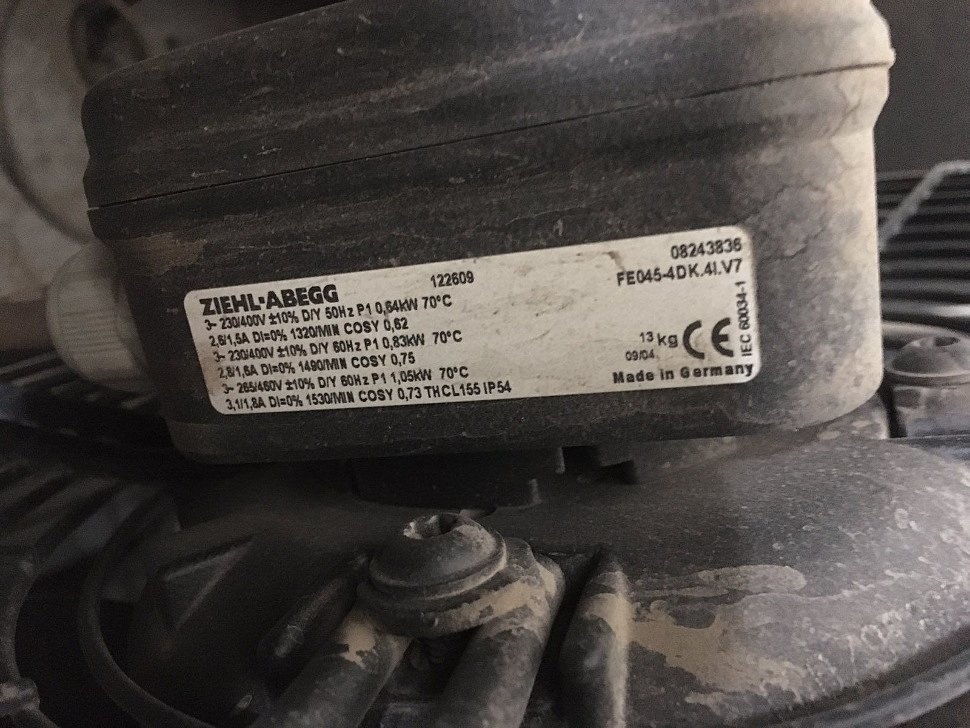 ZIEHL-ABEGG 122609 08243836
FE045-4DK.4I.V7
3~ 230/400V ±10% D/Y 50Hz P1 0,64kW 70°C
2,6/1,5A DI=0% 1320/MIN COSY 0,62
3~ 230/400V ±10% D/Y 60Hz P1 0,83kW 70°C
2,8/1,6A DI=0% 1490/MIN COSY 0,75
3~ 265/460V ±10% D/Y 60Hz P1 1,05kW 70°C
3,1/1,8A DI=0% 1530/MIN COSY 0,73 THCL155 IP54
13 kg CE
09/04
Made in Germany
IEC 60034-1